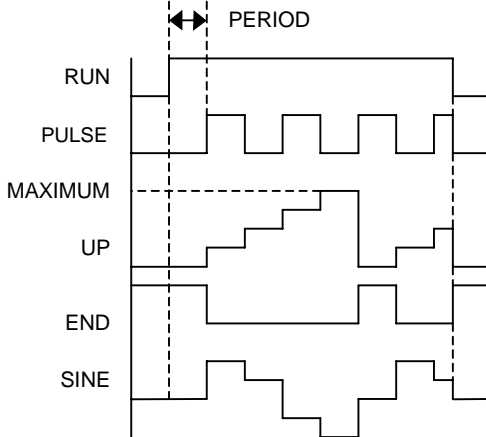 PERIOD
RUN
PULSE
MAXIMUM
UP
END
SINE